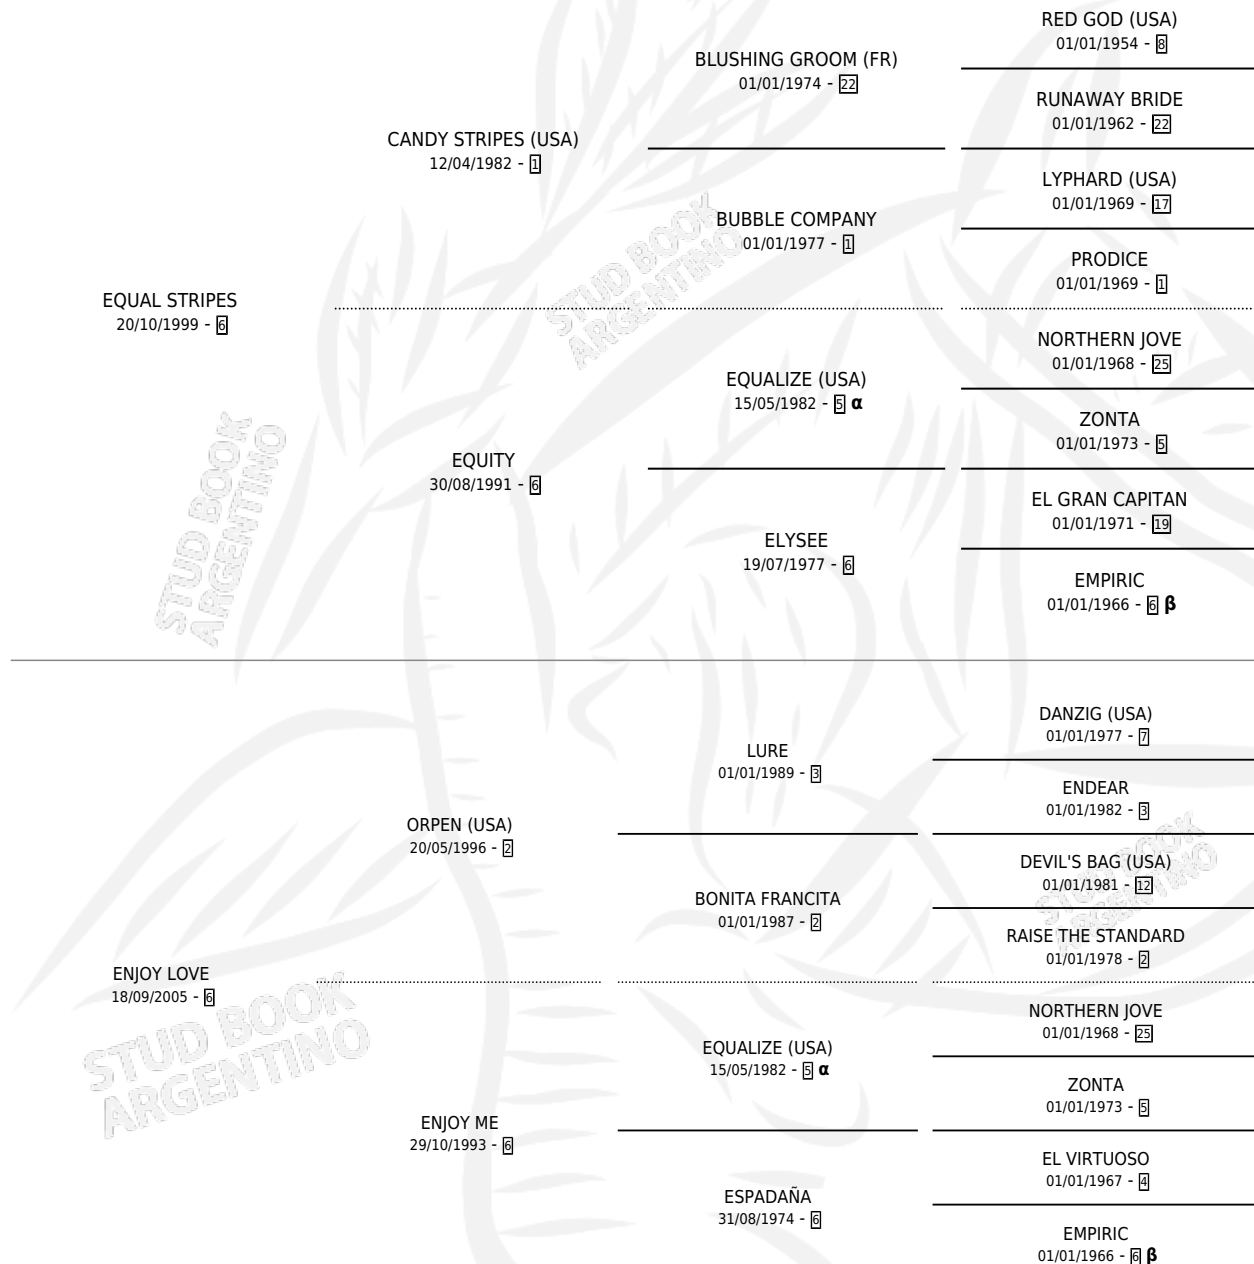 RED GOD (USA)
01/01/1954 - 8
BLUSHING GROOM (FR)
01/01/1974 - 22
RUNAWAY BRIDE
01/01/1962 - 22
CANDY STRIPES (USA)
12/04/1982 - 1
LYPHARD (USA)
01/01/1969 - 17
BUBBLE COMPANY
01/01/1977 - 1
PRODICE
01/01/1969 - 1
EQUAL STRIPES
20/10/1999 - 6
NORTHERN JOVE
01/01/1968 - 25
EQUALIZE (USA)
15/05/1982 - 5 α
ZONTA
01/01/1973 - 5
EQUITY
30/08/1991 - 6
EL GRAN CAPITAN
01/01/1971 - 19
ELYSEE
19/07/1977 - 6
EMPIRIC
01/01/1966 - 6 β
STUD BOOK
ARGENTINO
STUD BOOK
ARGENTINO
DANZIG (USA)
01/01/1977 - 7
LURE
01/01/1989 - 3
ENDEAR
01/01/1982 - 3
ORPEN (USA)
20/05/1996 - 2
DEVIL'S BAG (USA)
01/01/1981 - 12
BONITA FRANCITA
01/01/1987 - 2
RAISE THE STANDARD
01/01/1978 - 2
ENJOY LOVE
18/09/2005 - 6
NORTHERN JOVE
01/01/1968 - 25
EQUALIZE (USA)
15/05/1982 - 5 α
ZONTA
01/01/1973 - 5
ENJOY ME
29/10/1993 - 6
EL VIRTUOSO
01/01/1967 - 4
ESPADAÑA
31/08/1974 - 6
EMPIRIC
01/01/1966 - 6 β
STUD BOOK
ARGENTINO
STUD BOOK
ARGENTINO